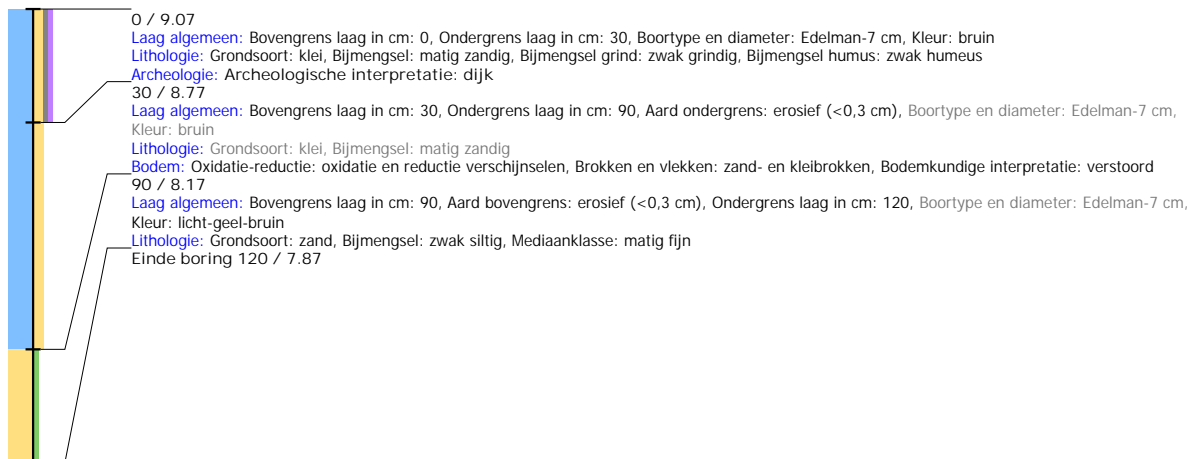 0 / 9.07
Laag algemeen: Bovengrens laag in cm: 0, Ondergrens laag in cm: 30, Boortype en diameter: Edelman-7 cm, Kleur: bruin
Lithologie: Grondsoort: klei, Bijmengsel: matig zandig, Bijmengsel grind: zwak grindig, Bijmengsel humus: zwak humeus
Archeologie: Archeologische interpretatie: dijk
30 / 8.77
Laag algemeen: Bovengrens laag in cm: 30, Ondergrens laag in cm: 90, Aard ondergrens: erosief (<0,3 cm), Boortype en diameter: Edelman-7 cm,
Kleur: bruin
Lithologie: Grondsoort: klei, Bijmengsel: matig zandig
Bodem: Oxidatie-reductie: oxidatie en reductie verschijnselen, Brokken en vlekken: zand- en kleibrokken, Bodemkundige interpretatie: verstoord
90 / 8.17
Laag algemeen: Bovengrens laag in cm: 90, Aard bovengrens: erosief (<0,3 cm), Ondergrens laag in cm: 120, Boortype en diameter: Edelman-7 cm,
Kleur: licht-geel-bruin
Lithologie: Grondsoort: zand, Bijmengsel: zwak siltig, Mediaanklasse: matig fijn
Einde boring 120 / 7.87